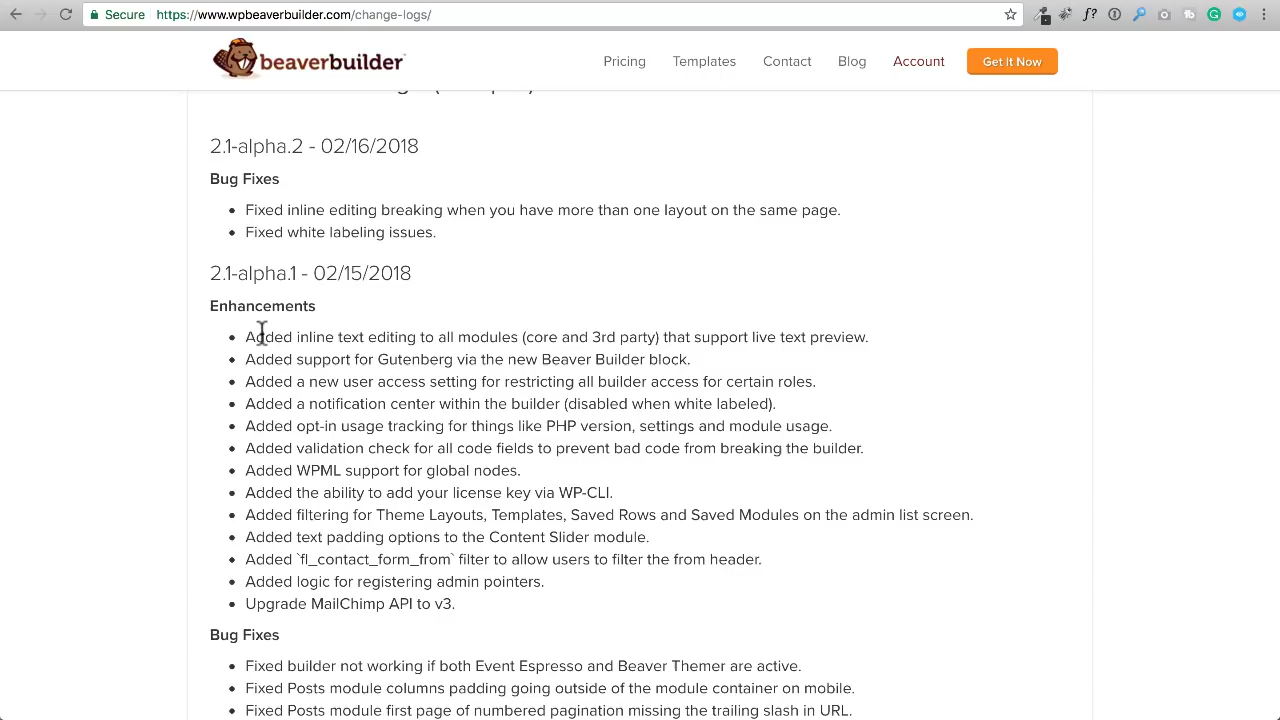 Secure https://www.wpbeaverbuilder.com/change-logs/
beaverbuilder
Pricing Templates Contact Blog Account Get It Now
2.1-alpha.2 - 02/16/2018
Bug Fixes
Fixed inline editing breaking when you have more than one layout on the same page.
Fixed white labeling issues.
2.1-alpha.1 - 02/15/2018
Enhancements
Added inline text editing to all modules (core and 3rd party) that support live text preview.
Added support for Gutenberg via the new Beaver Builder block.
Added a new user access setting for restricting all builder access for certain roles.
Added a notification center within the builder (disabled when white labeled).
Added opt-in usage tracking for things like PHP version, settings and module usage.
Added validation check for all code fields to prevent bad code from breaking the builder.
Added WPML support for global nodes.
Added the ability to add your license key via WP-CLI.
Added filtering for Theme Layouts, Templates, Saved Rows and Saved Modules on the admin list screen.
Added text padding options to the Content Slider module.
Added `fl_contact_form_from` filter to allow users to filter the from header.
Added logic for registering admin pointers.
Upgrade MailChimp API to v3.
Bug Fixes
Fixed builder not working if both Event Espresso and Beaver Themer are active.
Fixed Posts module columns padding going outside of the module container on mobile.
Fixed Posts module first page of numbered pagination missing the trailing slash in URL.